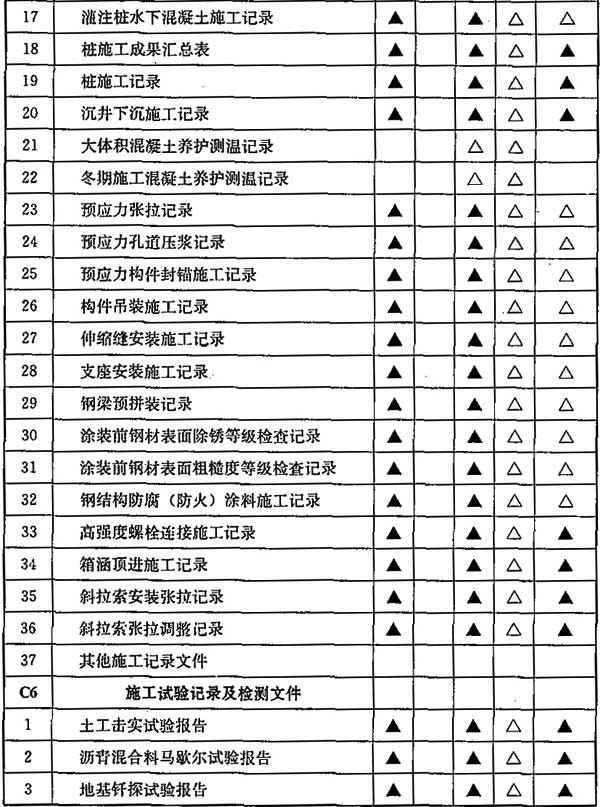 17 灌注桩水下混凝土施工记录 ▲ ▲ △ △
18 桩施工成果汇总表 ▲ ▲ △ ▲
19 桩施工记录 ▲ ▲ △ ▲
20 沉井下沉施工记录 ▲ ▲ △ ▲
21 大体积混凝土养护测温记录 △ △
22 冬期施工混凝土养护测温记录 △ △
23 预应力张拉记录 ▲ ▲ △ △
24 预应力孔道压浆记录 ▲ ▲ △ △
25 预应力构件封锚施工记录 ▲ ▲ △ △
26 构件吊装施工记录 ▲ ▲ △ △
27 伸缩缝安装施工记录 ▲ ▲ △ △
28 支座安装施工记录 ▲ ▲ △ △
29 钢梁预拼装记录 ▲ ▲ △ △
30 涂装前钢材表面除锈等级检查记录 ▲ ▲ △ △
31 涂装前钢材表面粗糙度等级检查记录 ▲ ▲ △ △
32 钢结构防腐（防火）涂料施工记录 ▲ ▲ △ △
33 高强度螺栓连接施工记录 ▲ ▲ △ ▲
34 箱涵顶进施工记录 ▲ ▲ △ ▲
35 斜拉索安装张拉记录 ▲ ▲ △ ▲
36 斜拉索张拉调整记录 ▲ ▲ △ ▲
37 其他施工记录文件
C6 施工试验记录及检测文件
1 土工击实试验报告 ▲ ▲ △ ▲
2 沥青混合料马歇尔试验报告 ▲ ▲ △ ▲
3 地基钎探试验报告 ▲ ▲ △ ▲